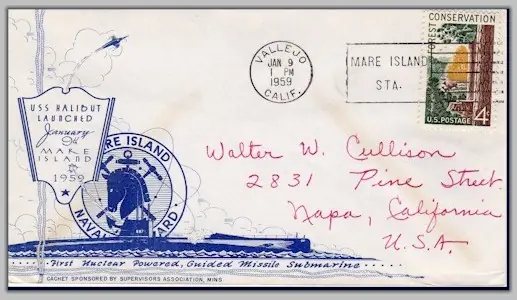 USS HALIBUT
LAUNCHED
January
9th
MARE
ISLAND
1959
MARE ISLAND
NAVAL SHIPYARD
VALLEJO
JAN 9
1 PM
1959
CALIF.
MARE ISLAND
STA.
FOREST CONSERVATION
4¢
U.S. POSTAGE
Walter W. Cullison
2831 Pine Street
Napa, California
U.S.A.
First Nuclear Powered, Guided Missile Submarine
CACHET SPONSORED BY SUPERVISORS ASSOCIATION, MINS